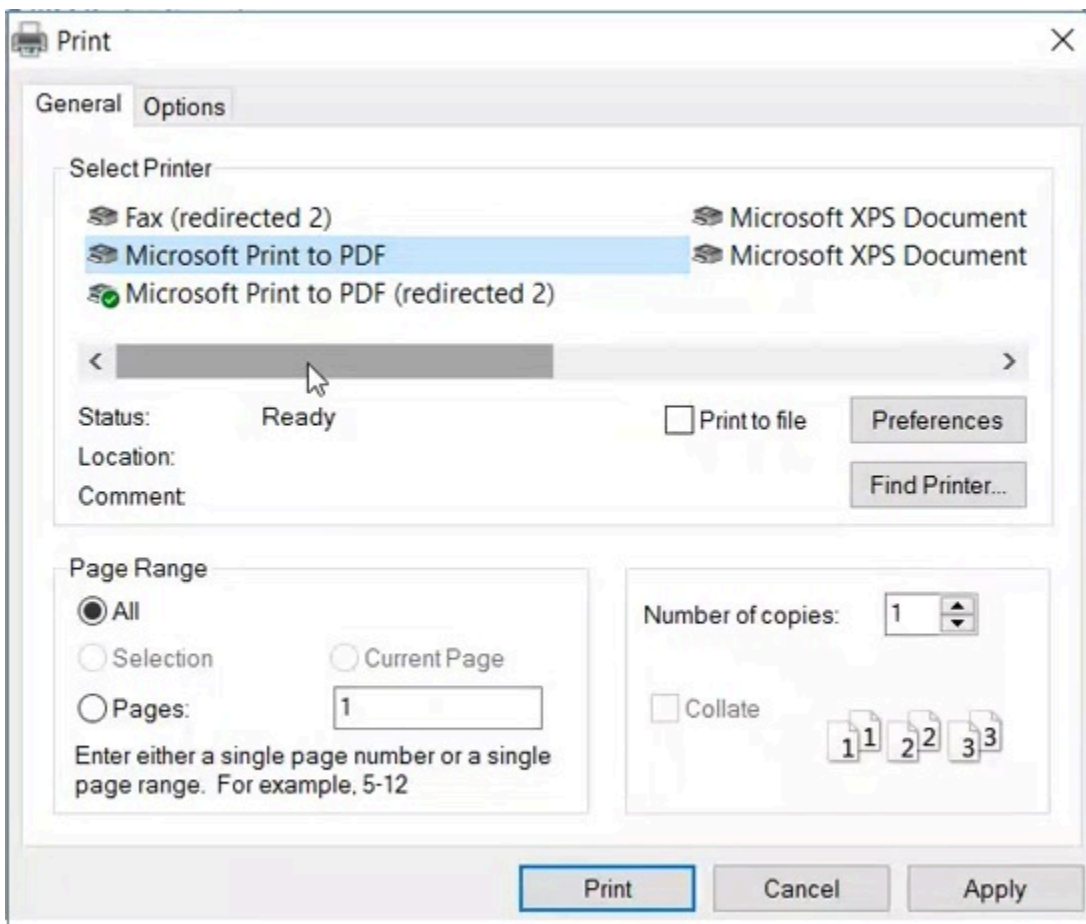 Print
General Options
Select Printer
Fax (redirected 2) Microsoft XPS Document
Microsoft Print to PDF Microsoft XPS Document
Microsoft Print to PDF (redirected 2)
Status: Ready Print to file Preferences
Location:
Comment: Find Printer...
Page Range
All Number of copies: 1
Selection Current Page
Pages: 1 Collate
1 1 2 2 3 3
Enter either a single page number or a single
page range. For example, 5-12
Print Cancel Apply